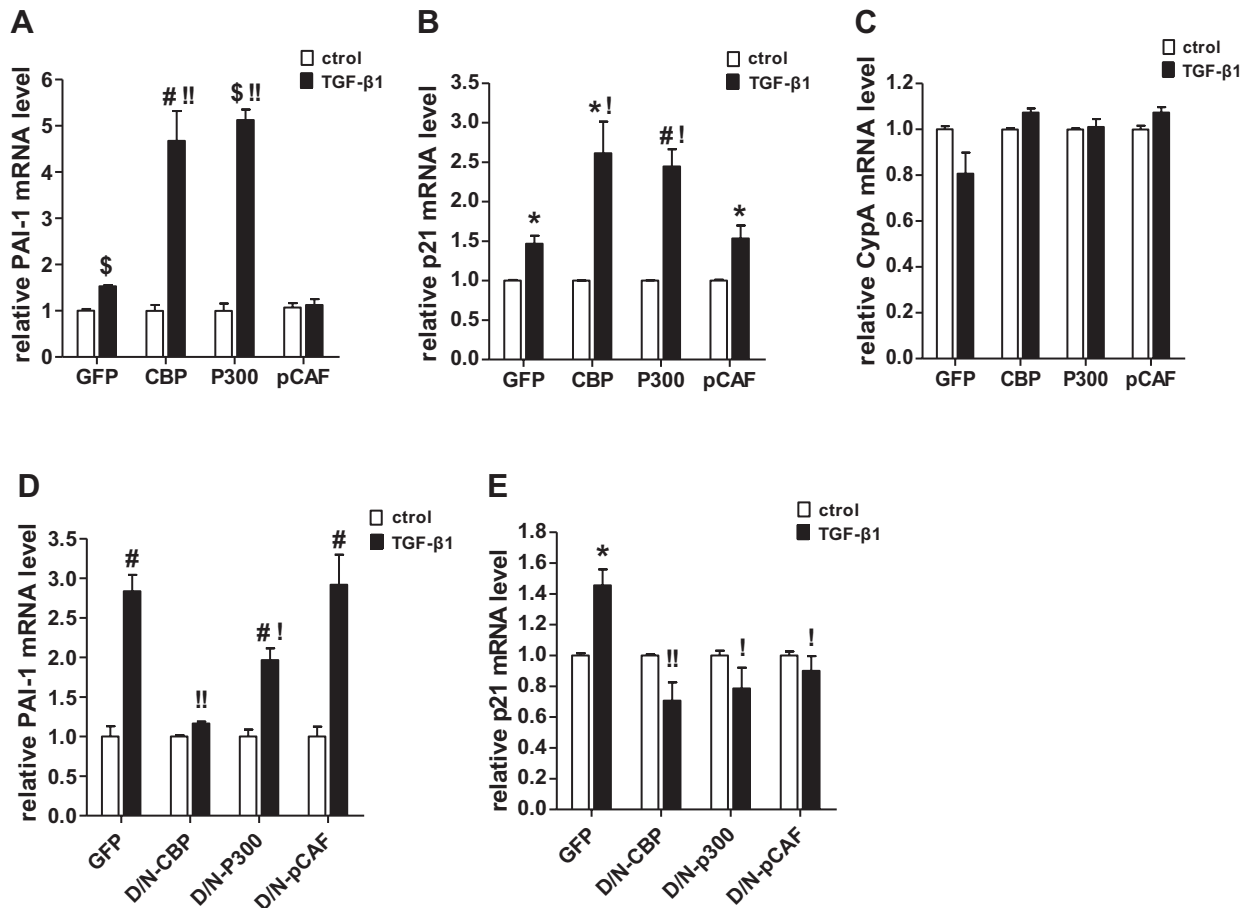 A
ctrol
TGF-β1
relative PAI-1 mRNA level
6
5
4
3
2
1
0
$
# !!
$ !!
GFP
CBP
P300
pCAF
B
ctrol
TGF-β1
relative p21 mRNA level
3.5
3.0
2.5
2.0
1.5
1.0
0.5
0.0
*
* !
# !
*
GFP
CBP
P300
pCAF
C
ctrol
TGF-β1
relative CypA mRNA level
1.2
1.0
0.8
0.6
0.4
0.2
0.0
GFP
CBP
P300
pCAF
D
ctrol
TGF-β1
relative PAI-1 mRNA level
3.5
3.0
2.5
2.0
1.5
1.0
0.5
0.0
#
!!
# !
#
GFP
D/N-CBP
D/N-P300
D/N-pCAF
E
ctrol
TGF-β1
relative p21 mRNA level
1.8
1.6
1.4
1.2
1.0
0.8
0.6
0.4
0.2
0.0
*
!!
!
!
GFP
D/N-CBP
D/N-p300
D/N-pCAF